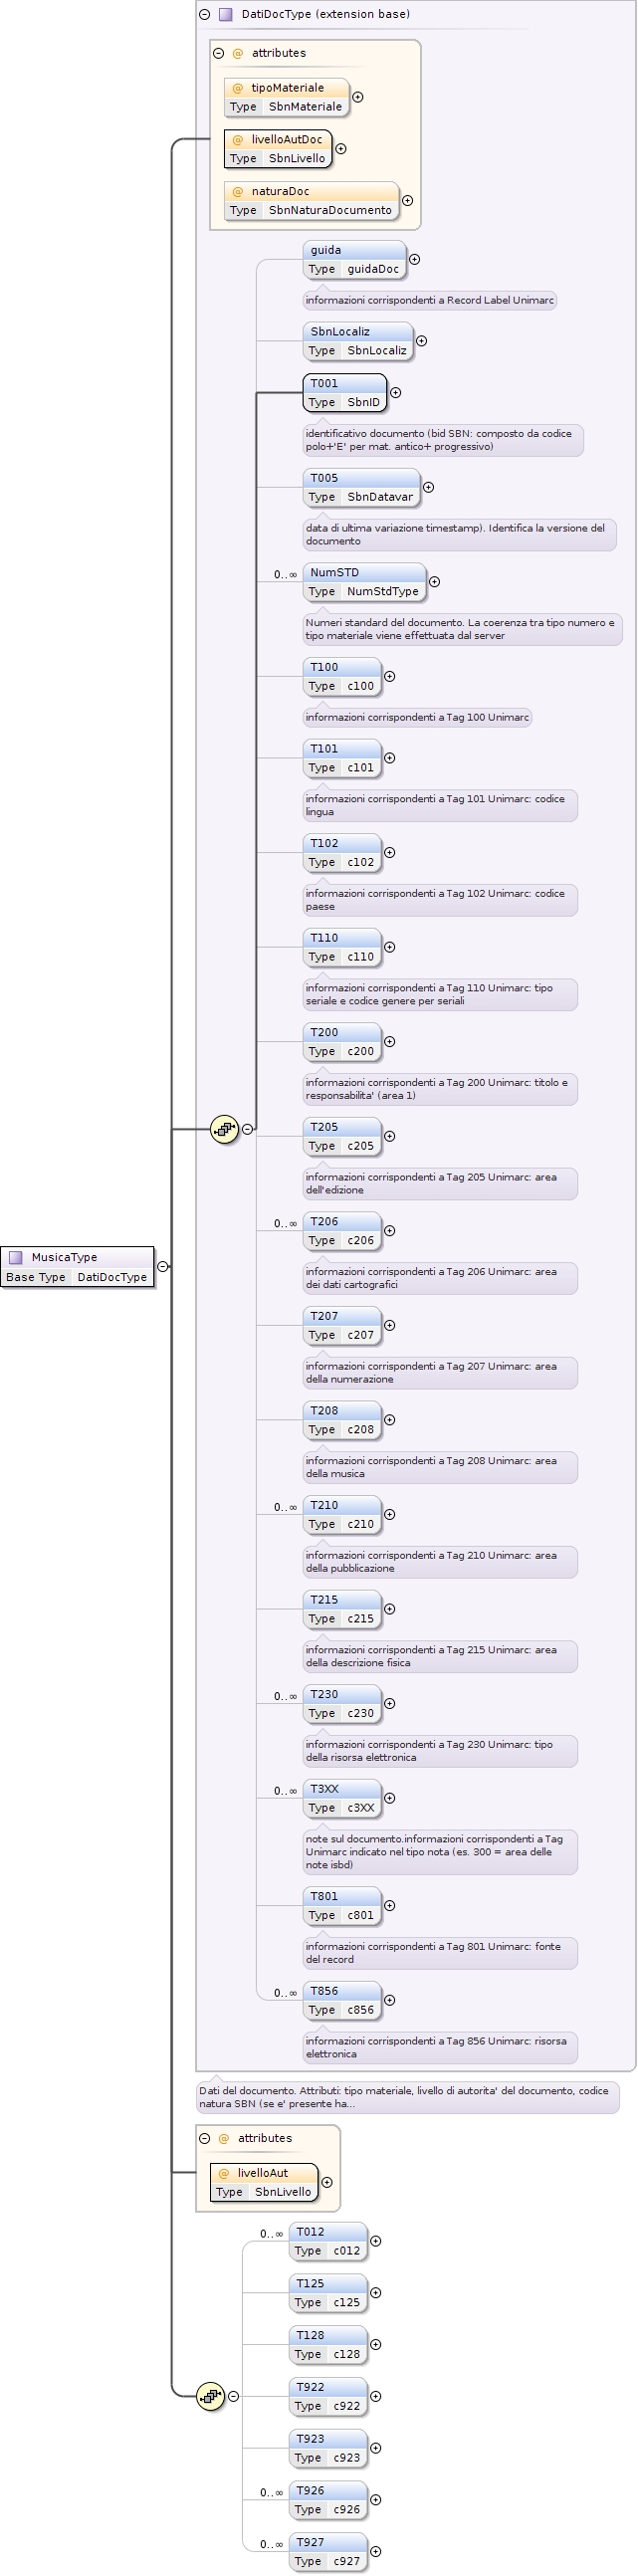 DatiDocType (extension base)
@ attributes
@ tipoMateriale
Type SbnMateriale
@ livelloAutDoc
Type SbnLivello
@ naturaDoc
Type SbnNaturaDocumento
guida
Type guidaDoc
informazioni corrispondenti a Record Label Unimarc
SbnLocaliz
Type SbnLocaliz
T001
Type SbnID
identificativo documento (bid SBN: composto da codice
polo+'E' per mat. antico+ progressivo)
T005
Type SbnDatavar
data di ultima variazione timestamp). Identifica la versione del
documento
0..∞
NumSTD
Type NumStdType
Numeri standard del documento. La coerenza tra tipo numero e
tipo materiale viene effettuata dal server
T100
Type c100
informazioni corrispondenti a Tag 100 Unimarc
T101
Type c101
informazioni corrispondenti a Tag 101 Unimarc: codice
lingua
T102
Type c102
informazioni corrispondenti a Tag 102 Unimarc: codice
paese
T110
Type c110
informazioni corrispondenti a Tag 110 Unimarc: tipo
seriale e codice genere per seriali
T200
Type c200
informazioni corrispondenti a Tag 200 Unimarc: titolo e
responsabilita' (area 1)
T205
Type c205
informazioni corrispondenti a Tag 205 Unimarc: area
dell'edizione
0..∞
T206
Type c206
informazioni corrispondenti a Tag 206 Unimarc: area
dei dati cartografici
MusicaType
Base Type DatiDocType
T207
Type c207
informazioni corrispondenti a Tag 207 Unimarc: area
della numerazione
T208
Type c208
informazioni corrispondenti a Tag 208 Unimarc: area
della musica
0..∞
T210
Type c210
informazioni corrispondenti a Tag 210 Unimarc: area
della pubblicazione
T215
Type c215
informazioni corrispondenti a Tag 215 Unimarc: area
della descrizione fisica
0..∞
T230
Type c230
informazioni corrispondenti a Tag 230 Unimarc: tipo
della risorsa elettronica
0..∞
T3XX
Type c3XX
note sul documento.informazioni corrispondenti a Tag
Unimarc indicato nel tipo nota (es. 300 = area delle
note isbd)
T801
Type c801
informazioni corrispondenti a Tag 801 Unimarc: fonte
del record
0..∞
T856
Type c856
informazioni corrispondenti a Tag 856 Unimarc: risorsa
elettronica
Dati del documento. Attributi: tipo materiale, livello di autorita' del documento, codice
natura SBN (se e' presente ha...
@ attributes
@ livelloAut
Type SbnLivello
0..∞
T012
Type c012
T125
Type c125
T128
Type c128
T922
Type c922
T923
Type c923
0..∞
T926
Type c926
0..∞
T927
Type c927